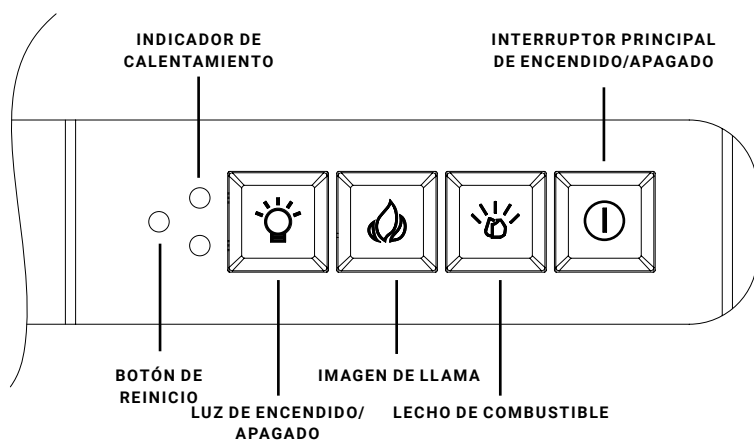 INDICADOR DE
CALENTAMIENTO
INTERRUPTOR PRINCIPAL
DE ENCENDIDO/APAGADO
BOTÓN DE
REINICIO
LUZ DE ENCENDIDO/
APAGADO
IMAGEN DE LLAMA
LECHO DE COMBUSTIBLE